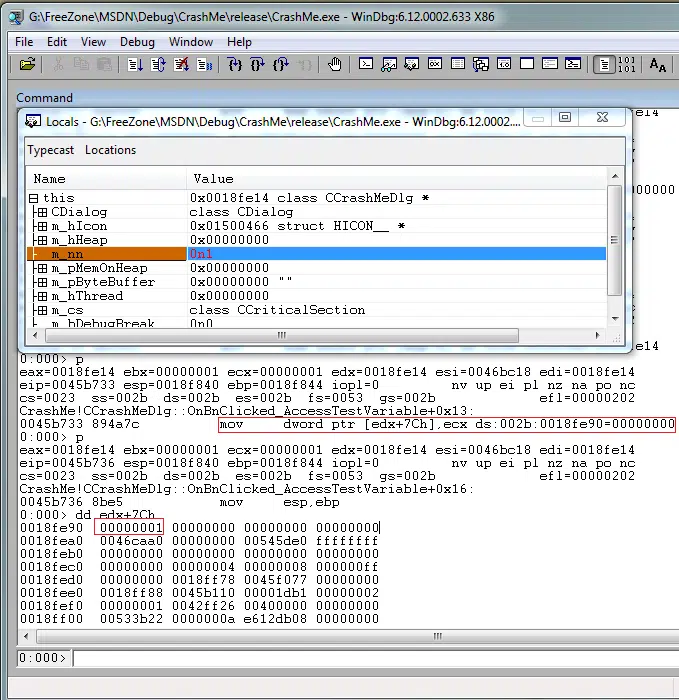 G:\FreeZone\MSDN\Debug\CrashMe\release\CrashMe.exe - WinDbg:6.12.0002.633 X86
File Edit View Debug Window Help
Command
Locals - G:\FreeZone\MSDN\Debug\CrashMe\release\CrashMe.exe - WinDbg:6.12.0002....
Typecast Locations
Name Value
this 0x0018fe14 class CCrashMeDlg *
CDialog class CDialog
m_hIcon 0x01500466 struct HICON__ *
m_hHeap 0x00000000
m_nn 0n1
m_pMemOnHeap 0x00000000
m_pByteBuffer 0x00000000 ""
m_hThread 0x00000000
m_cs class CCriticalSection
m_hDebugBreak 0n0
0:000> p
eax=0018fe14 ebx=00000001 ecx=00000001 edx=0018fe14 esi=0046bc18 edi=0018fe14
eip=0045b733 esp=0018f840 ebp=0018f844 iopl=0 nv up ei pl nz na po nc
cs=0023 ss=002b ds=002b es=002b fs=0053 gs=002b efl=00000202
CrashMe!CCrashMeDlg::OnBnClicked_AccessTestVariable+0x13:
0045b733 894a7c mov dword ptr [edx+7Ch],ecx ds:002b:0018fe90=00000000
0:000> p
eax=0018fe14 ebx=00000001 ecx=00000001 edx=0018fe14 esi=0046bc18 edi=0018fe14
eip=0045b736 esp=0018f840 ebp=0018f844 iopl=0 nv up ei pl nz na po nc
cs=0023 ss=002b ds=002b es=002b fs=0053 gs=002b efl=00000202
CrashMe!CCrashMeDlg::OnBnClicked_AccessTestVariable+0x16:
0045b736 8be5 mov esp,ebp
0:000> dd edx+7Ch
0018fe90 00000001 00000000 00000000 00000000
0018fea0 0046caa0 00000000 00545de0 ffffffff
0018feb0 00000000 00000000 00000000 00000000
0018fec0 00000000 00000004 00000008 000000ff
0018fed0 00000000 0018ff78 0045f077 00000000
0018fee0 0018ff88 0045b110 00001db1 00000002
0018fef0 00000001 0042ff26 00400000 00000000
0018ff00 00533b22 0000000a e612db08 00000000
0:000>